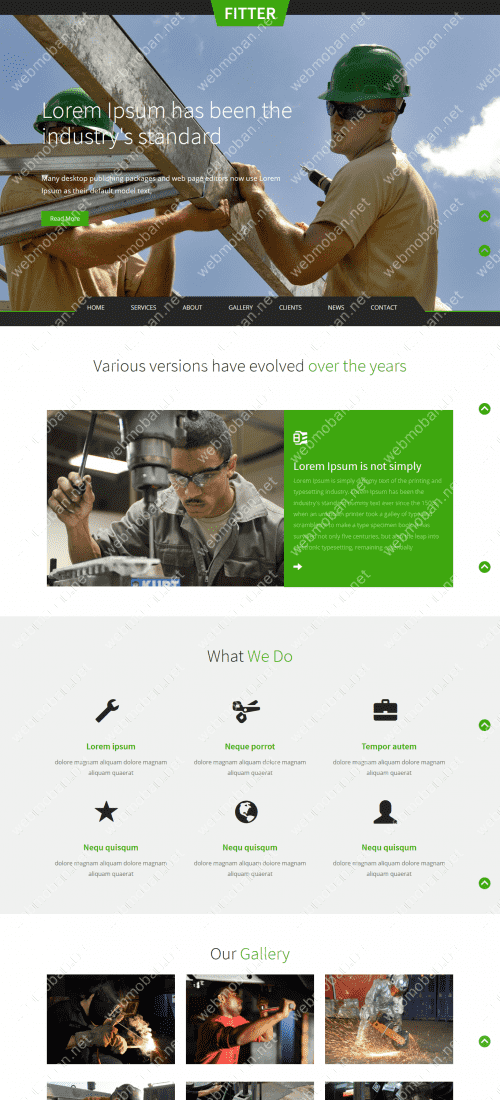 FITTER
Lorem Ipsum has been the
industry's standard
Many desktop publishing packages and web page editors now use Lorem
Ipsum as their default model text,
Read More
HOME SERVICES ABOUT GALLERY CLIENTS NEWS CONTACT
Various versions have evolved over the years
Lorem Ipsum is not simply
Lorem Ipsum is simply dummy text of the printing and
typesetting industry. Lorem Ipsum has been the
industry's standard dummy text ever since the
when an unknown printer took a galley of type and
scrambled it to make a type specimen book. It has
survived not only five centuries, but also the leap into
electronic typesetting, remaining essentially
KURT
What We Do
Lorem ipsum Neque porrot Tempor autem
dolore magnam aliquam dolore magnam dolore magnam aliquam dolore magnam dolore magnam aliquam dolore magnam
aliquam quaerat aliquam quaerat aliquam quaerat
Nequ quisqum Nequ quisqum Nequ quisqum
dolore magnam aliquam dolore magnam dolore magnam aliquam dolore magnam dolore magnam aliquam dolore magnam
aliquam quaerat aliquam quaerat aliquam quaerat
Our Gallery
webmoban.net